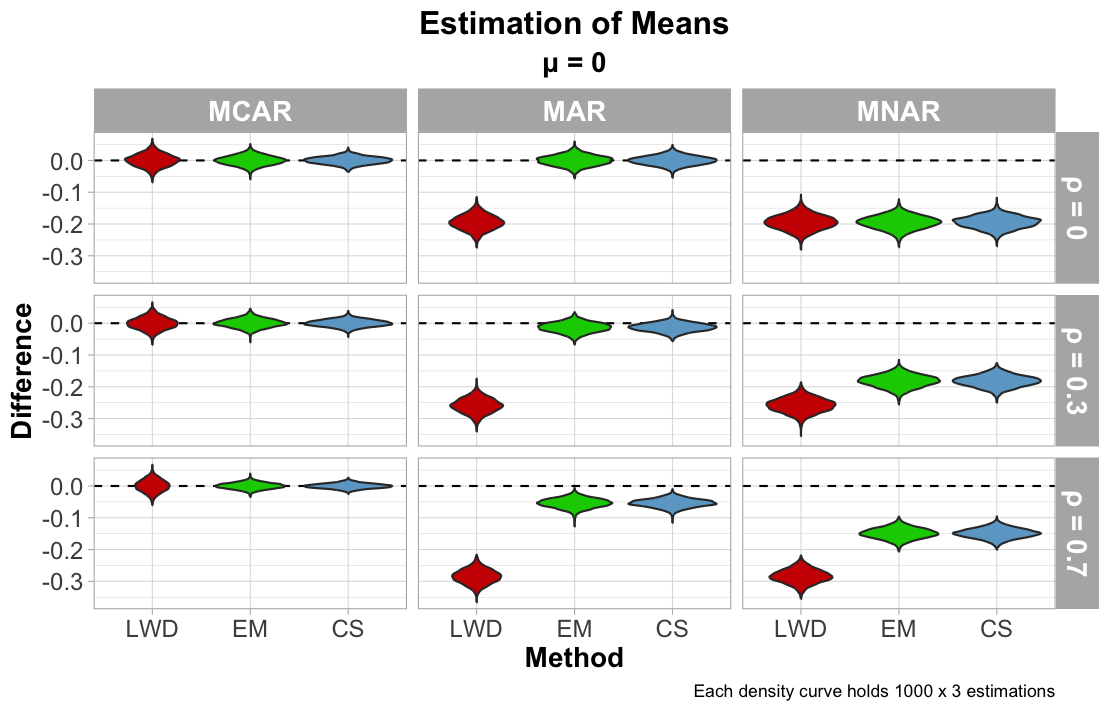 Estimation of Means
μ = 0
MCAR MAR MNAR
0.0
-0.1
-0.2
-0.3
ρ = 0
0.0
-0.1
-0.2
-0.3
ρ = 0.3
0.0
-0.1
-0.2
-0.3
ρ = 0.7
Difference
LWD EM CS LWD EM CS LWD EM CS
Method
Each density curve holds 1000 x 3 estimations